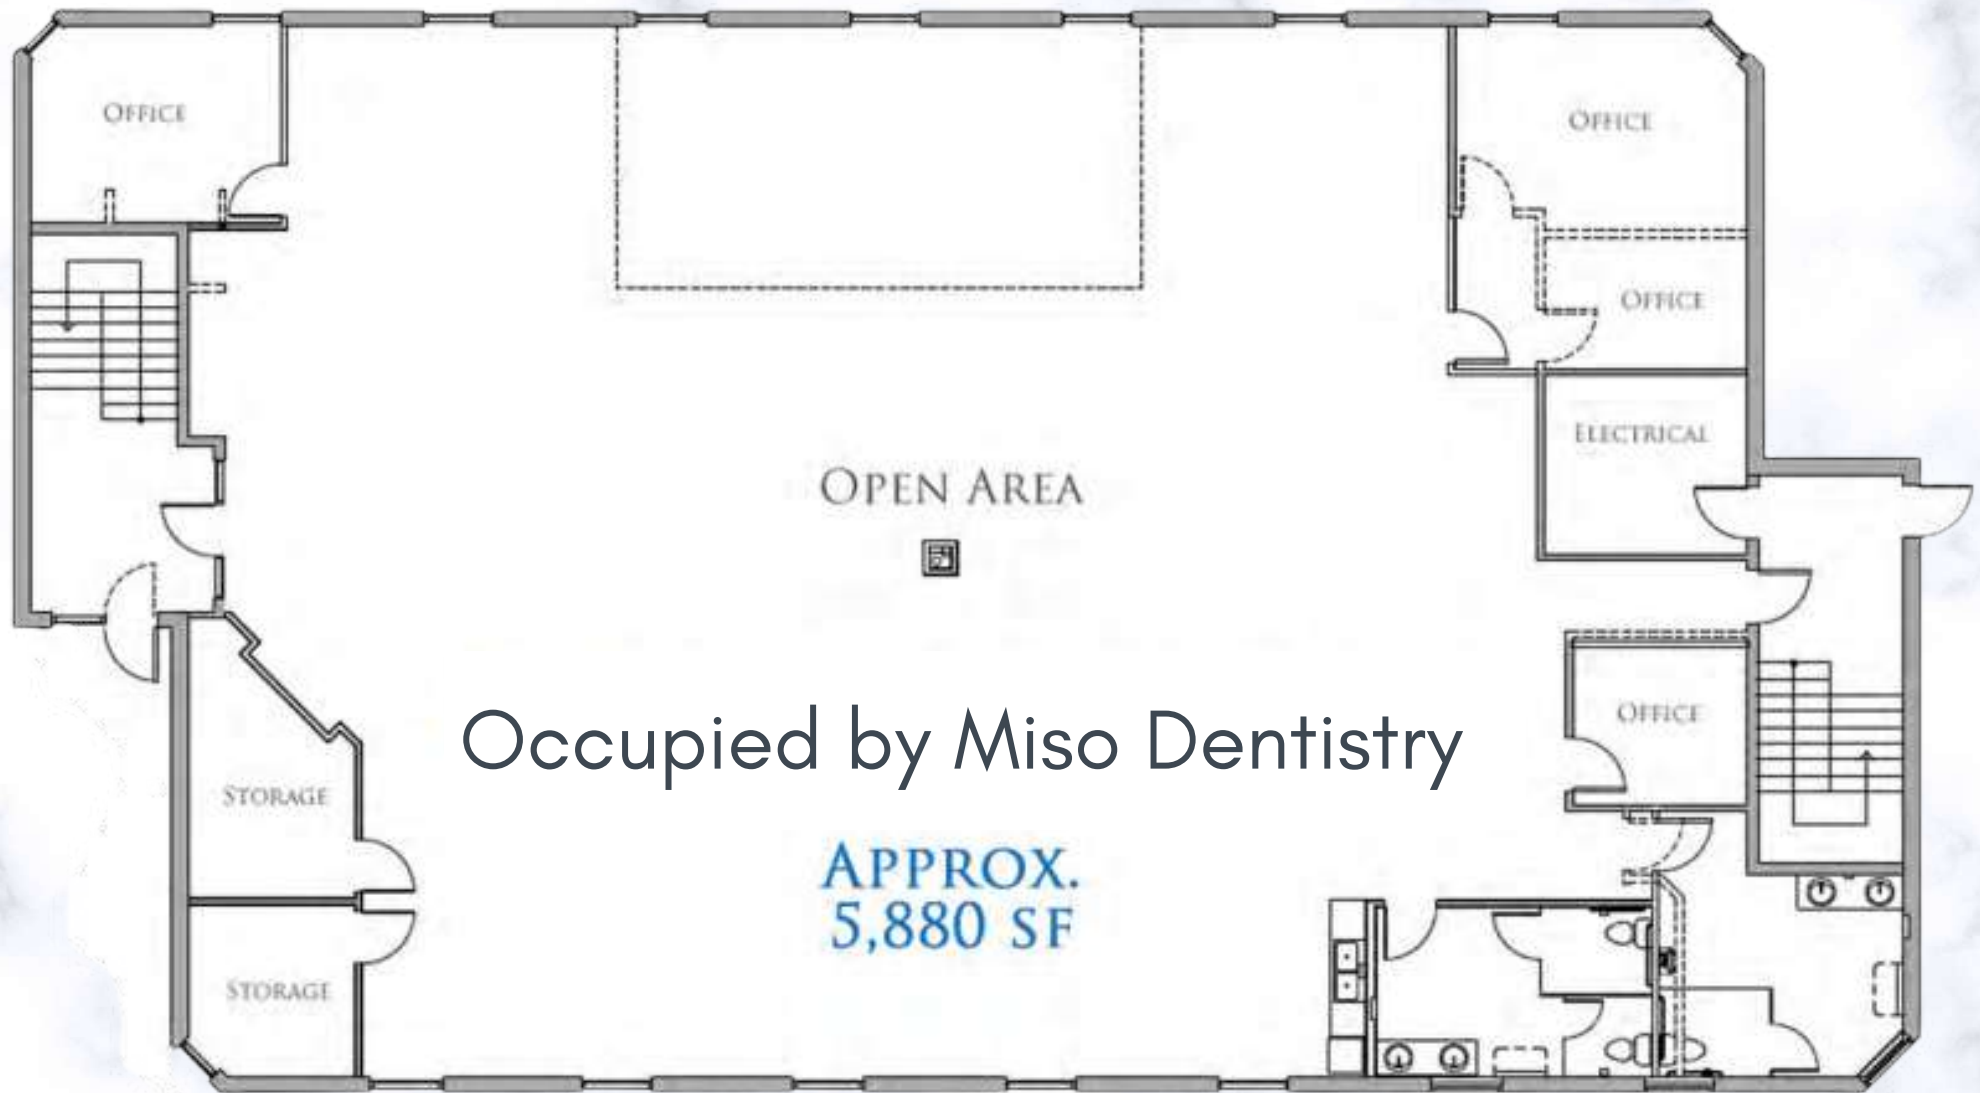 OFFICE
OFFICE
OFFICE
ELECTRICAL
OPEN AREA
OFFICE
Occupied by Miso Dentistry
STORAGE
APPROX.
5,880 SF
STORAGE